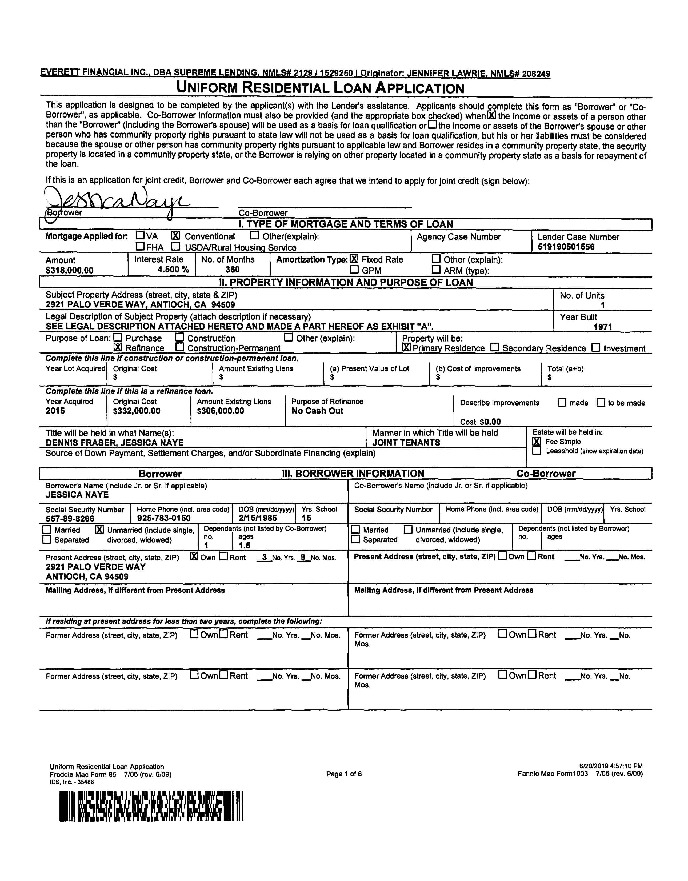 EVERETT FINANCIAL INC., DBA SUPREME LENDING, NMLS# 2129 / 1529260 | Originator: JENNIFER LAWRIE, NMLS# 208249
UNIFORM RESIDENTIAL LOAN APPLICATION
This application is designed to be completed by the applicant(s) with the Lender's assistance. Applicants should complete this form as "Borrower" or "Co-
Borrower", as applicable. Co-Borrower information must also be provided (and the appropriate box checked) when X the income or assets of a person other
than the "Borrower" (including the Borrower's spouse) will be used as a basis for loan qualification or the income or assets of the Borrower's spouse or other
person who has community property rights pursuant to state law will not be used as a basis for loan qualification, but his or her liabilities must be considered
because the spouse or other person has community property rights pursuant to applicable law and Borrower resides in a community property state, the security
property is located in a community property state, or the Borrower is relying on other property located in a community property state as a basis for repayment of
the loan.
If this is an application for joint credit, Borrower and Co-Borrower each agree that we intend to apply for joint credit (sign below):
Jessica Naye
Borrower Co-Borrower
I. TYPE OF MORTGAGE AND TERMS OF LOAN
Mortgage Applied for: VA X Conventional Other(explain): Agency Case Number Lender Case Number
FHA USDA/Rural Housing Service 519190501556
Amount Interest Rate No. of Months Amortization Type: X Fixed Rate Other (explain):
$318,000.00 4.500 % 360 GPM ARM (type):
II. PROPERTY INFORMATION AND PURPOSE OF LOAN
Subject Property Address (street, city, state & ZIP) No. of Units
2921 PALO VERDE WAY, ANTIOCH, CA 94509 1
Legal Description of Subject Property (attach description if necessary) Year Built
SEE LEGAL DESCRIPTION ATTACHED HERETO AND MADE A PART HEREOF AS EXHIBIT "A". 1971
Purpose of Loan: Purchase Construction Other (explain): Property will be:
X Refinance Construction-Permanent X Primary Residence Secondary Residence Investment
Complete this line if construction or construction-permanent loan.
Year Lot Acquired Original Cost Amount Existing Liens (a) Present Value of Lot (b) Cost of Improvements Total (a+b)
$ $ $ $ $
Complete this line if this is a refinance loan.
Year Acquired Original Cost Amount Existing Liens Purpose of Refinance Describe Improvements made to be made
2015 $332,000.00 $306,000.00 No Cash Out
Cost $0.00
Title will be held in what Name(s): Manner in which Title will be held Estate will be held in:
DENNIS FRASER, JESSICA NAYE JOINT TENANTS X Fee Simple
Source of Down Payment, Settlement Charges, and/or Subordinate Financing (explain) Leasehold (show expiration date)
Borrower III. BORROWER INFORMATION Co-Borrower
Borrower's Name (include Jr. or Sr. if applicable) Co-Borrower's Name (include Jr. or Sr. if applicable)
JESSICA NAYE
Social Security Number Home Phone (incl. area code) DOB (mm/dd/yyyy) Yrs. School Social Security Number Home Phone (incl. area code) DOB (mm/dd/yyyy) Yrs. School
557-89-8286 925-783-0150 2/15/1985 15
Married X Unmarried (include single, Dependents (not listed by Co-Borrower) Married Unmarried (include single, Dependents (not listed by Borrower)
Separated divorced, widowed) no. ages Separated divorced, widowed) no. ages
1 1.5
Present Address (street, city, state, ZIP) X Own Rent 3 No. Yrs. 8 No. Mos. Present Address (street, city, state, ZIP) Own Rent No. Yrs. No. Mos.
2921 PALO VERDE WAY
ANTIOCH, CA 94509
Mailing Address, if different from Present Address Mailing Address, if different from Present Address
If residing at present address for less than two years, complete the following:
Former Address (street, city, state, ZIP) Own Rent No. Yrs. No. Mos. Former Address (street, city, state, ZIP) Own Rent No. Yrs. No.
Mos.
Former Address (street, city, state, ZIP) Own Rent No. Yrs. No. Mos. Former Address (street, city, state, ZIP) Own Rent No. Yrs. No.
Mos.
Uniform Residential Loan Application 6/20/2019 4:57:10 PM
Freddie Mac Form 65 7/05 (rev. 6/09) Page 1 of 6 Fannie Mae Form1003 7/05 (rev. 6/09)
IDS, Inc.